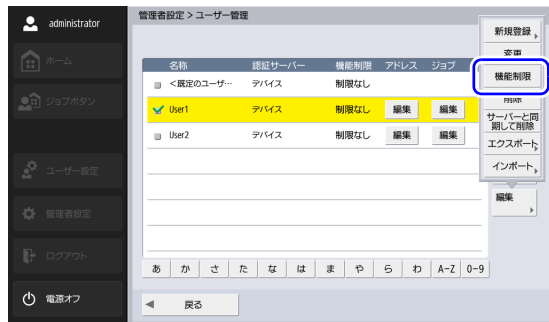 administrator
ホーム
ジョブボタン
ユーザー設定
管理者設定
ログアウト
電源オフ
管理者設定 > ユーザー管理
名称 認証サーバー 機能制限 アドレス ジョブ
<既定のユーザ… デバイス 制限なし
User1 デバイス 制限なし 編集 編集
User2 デバイス 制限なし 編集 編集
あ か さ た な は ま や ら わ A-Z 0-9
戻る
新規登録
変更
機能制限
削除
サーバーと同
期して削除
エクスポート
インポート
編集